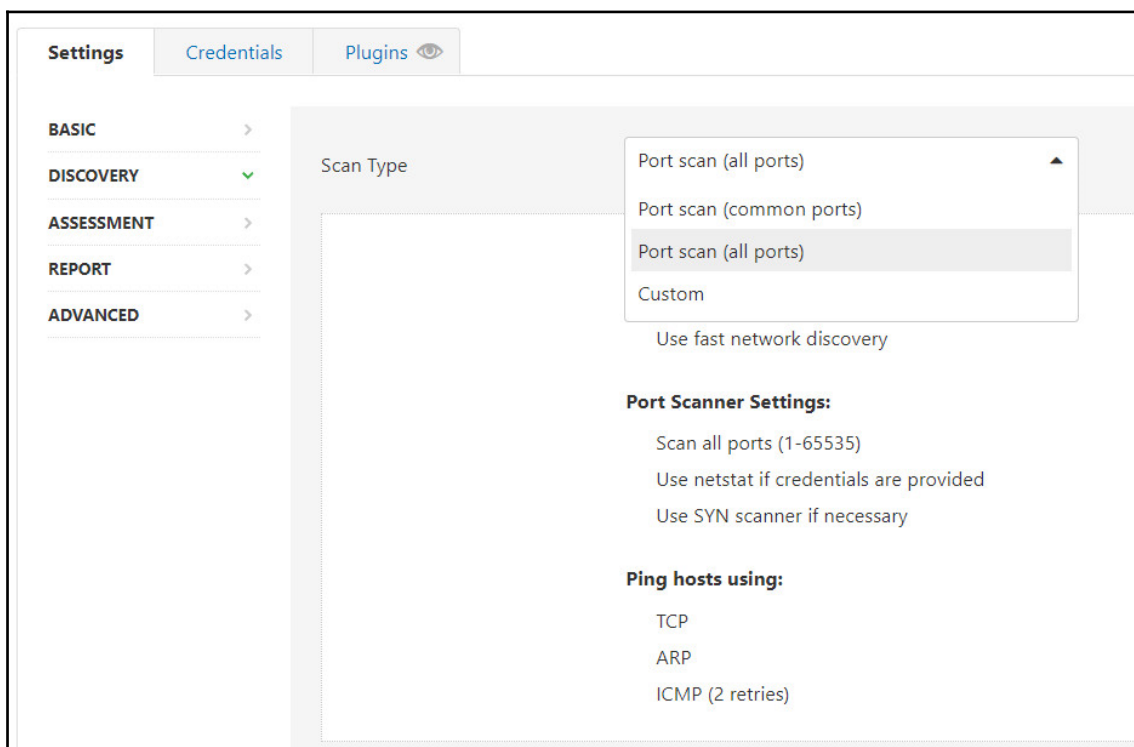 Settings
Credentials
Plugins
BASIC
DISCOVERY
ASSESSMENT
REPORT
ADVANCED
Scan Type
Port scan (all ports)
Port scan (common ports)
Port scan (all ports)
Custom
Use fast network discovery
Port Scanner Settings:
Scan all ports (1-65535)
Use netstat if credentials are provided
Use SYN scanner if necessary
Ping hosts using:
TCP
ARP
ICMP (2 retries)